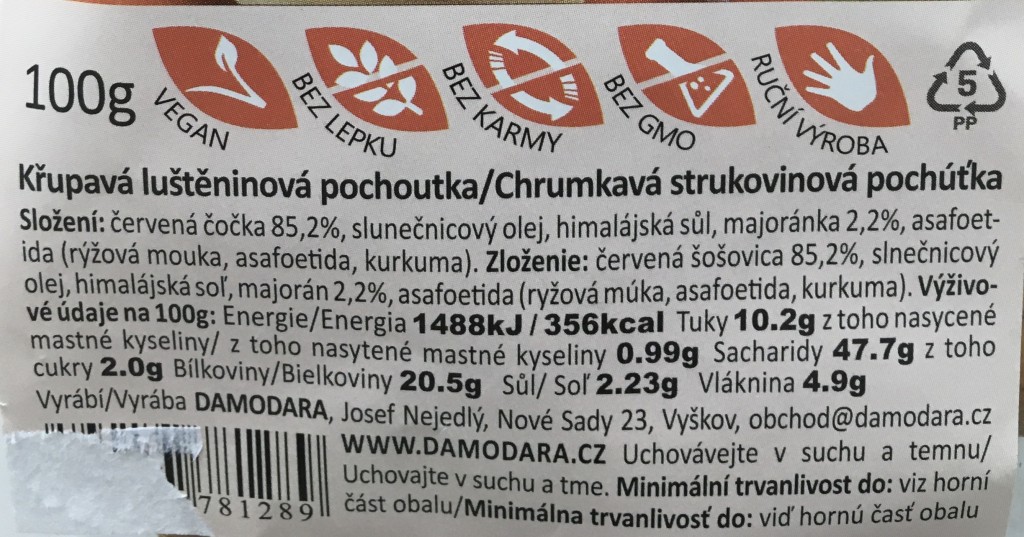 100g
VEGAN
BEZ LEPKU
BEZ KARMY
BEZ GMO
RUČNÍ VÝROBA
5
PP
Křupavá luštěninová pochoutka/Chrumkavá strukovinová pochúťka
Složení: červená čočka 85,2%, slunečnicový olej, himalájská sůl, majoránka 2,2%, asafoet-
ida (rýžová mouka, asafoetida, kurkuma). Zloženie: červená šošovica 85,2%, slnečnicový
olej, himalájská soľ, majorán 2,2%, asafoetida (ryžová múka, asafoetida, kurkuma). Výživo-
vé údaje na 100g: Energie/Energia 1488kJ / 356kcal Tuky 10.2g z toho nasycené
mastné kyseliny/ z toho nasytené mastné kyseliny 0.99g Sacharidy 47.7g z toho
cukry 2.0g Bílkoviny/Bielkoviny 20.5g Sůl/ Soľ 2.23g Vláknina 4.9g
Vyrábí/Vyrába DAMODARA, Josef Nejedlý, Nové Sady 23, Vyškov, obchod@damodara.cz
WWW.DAMODARA.CZ Uchovávejte v suchu a temnu/
Uchovajte v suchu a tme. Minimální trvanlivost do: viz horní
část obalu/Minimálna trvanlivosť do: viď hornú časť obalu
781289